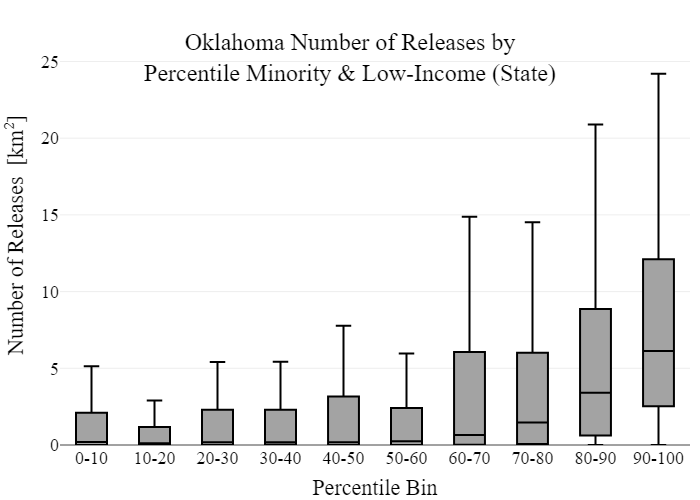 Oklahoma Number of Releases by
Percentile Minority & Low-Income (State)
Number of Releases [km²]
25
20
15
10
5
0
0-10 10-20 20-30 30-40 40-50 50-60 60-70 70-80 80-90 90-100
Percentile Bin